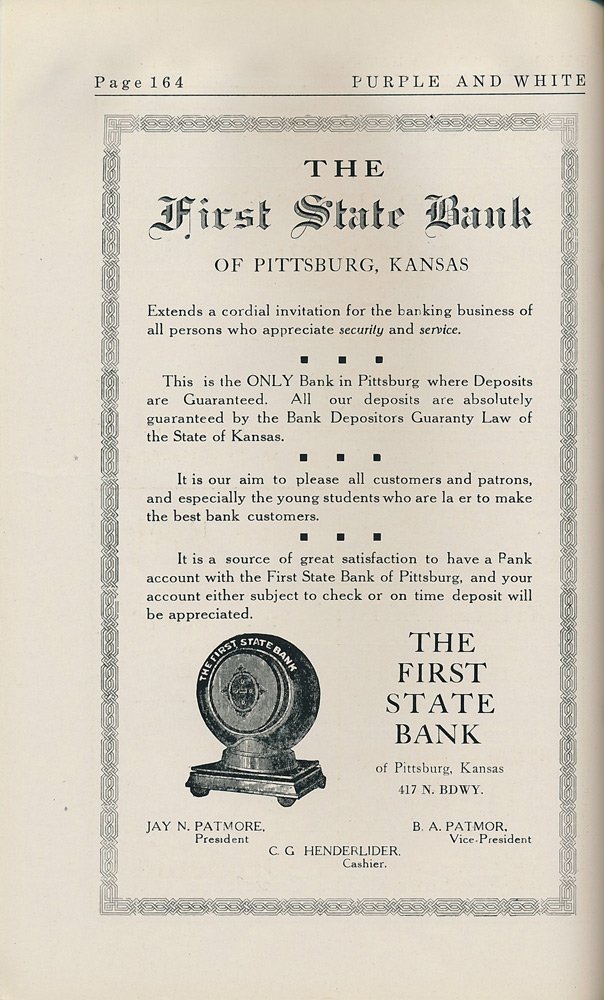 Page 164
PURPLE AND WHITE
THE
First State Bank
OF PITTSBURG, KANSAS
Extends a cordial invitation for the banking business of
all persons who appreciate security and service.
This is the ONLY Bank in Pittsburg where Deposits
are Guaranteed. All our deposits are absolutely
guaranteed by the Bank Depositors Guaranty Law of
the State of Kansas.
It is our aim to please all customers and patrons,
and especially the young students who are la er to make
the best bank customers.
It is a source of great satisfaction to have a Pank
account with the First State Bank of Pittsburg, and your
account either subject to check or on time deposit will
be appreciated.
THE FIRST STATE BANK
THE
FIRST
STATE
BANK
of Pittsburg, Kansas
417 N. BDWY.
JAY N. PATMORE,
President
B. A. PATMOR,
Vice-President
C. G HENDERLIDER.
Cashier.